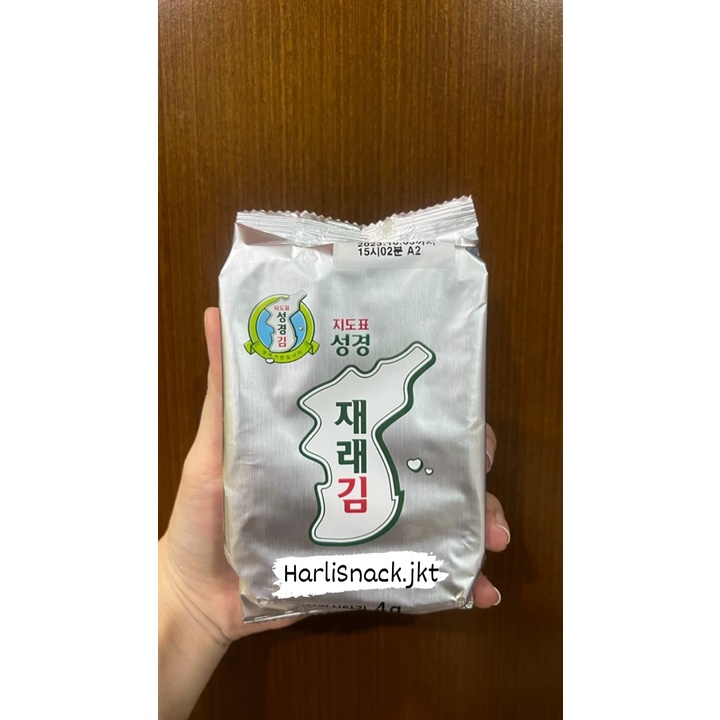 15시02분 A2
지도표
성경
김
지도표
성경
재래김
Harlisnack.jkt
4g